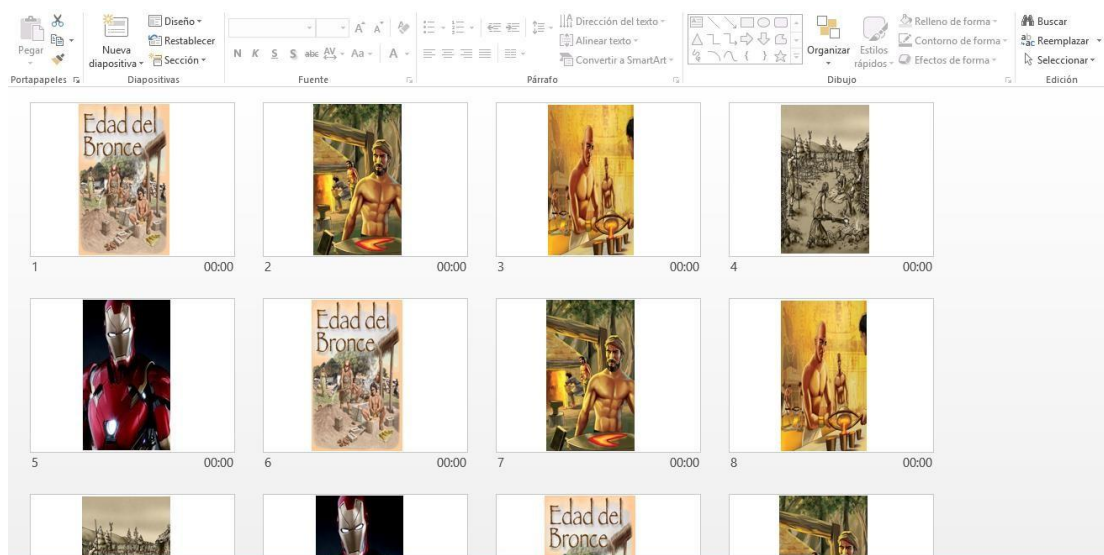 Pegar
Nueva
diapositiva
Diseño
Restablecer
Sección
N K S S abc AV Aa A
Dirección del texto
Alinear texto
Convertir a SmartArt
Organizar
Estilos
rápidos
Relleno de forma
Contorno de forma
Efectos de forma
Buscar
Reemplazar
Seleccionar
Portapapeles
Diapositivas
Fuente
Párrafo
Dibujo
Edición
Edad del
Bronce
1 00:00
2 00:00
3 00:00
4 00:00
Edad del
Bronce
5 00:00
6 00:00
7 00:00
8 00:00
Edad del
Bronce